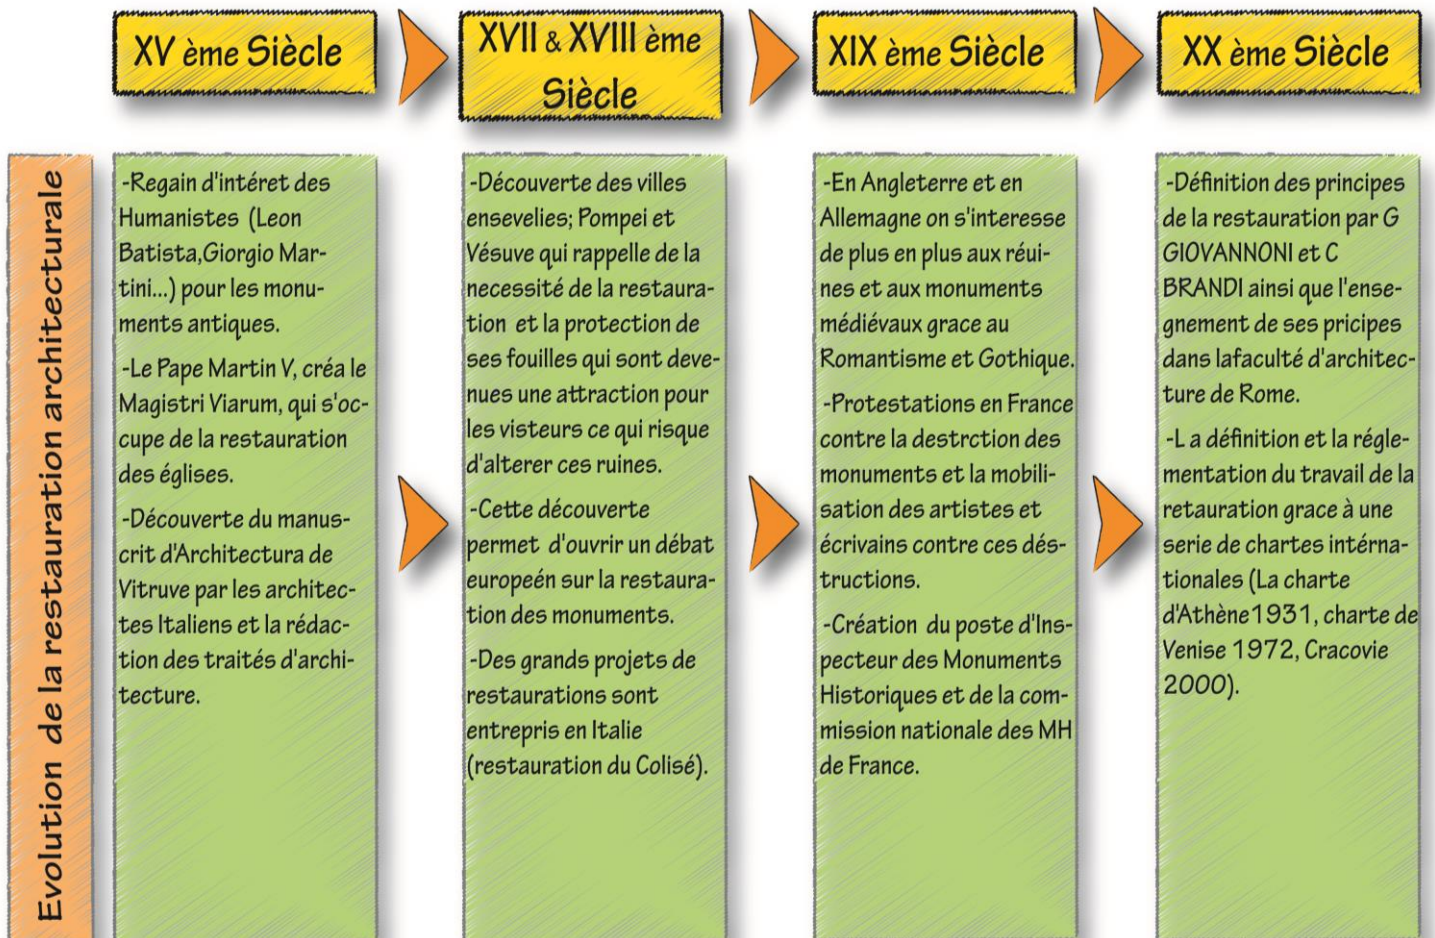 XV ème Siècle
XVII & XVIII ème
Siècle
XIX ème Siècle
XX ème Siècle
Evolution de la restauration architecturale
-Regain d'intéret des
Humanistes (Leon
Batista,Giorgio Mar-
tini...) pour les monu-
ments antiques.
-Le Pape Martin V, créa le
Magistri Viarum, qui s'oc-
cupe de la restauration
des églises.
-Découverte du manus-
crit d'Architectura de
Vitruve par les architec-
tes Italiens et la rédac-
tion des traités d'archi-
tecture.
-Découverte des villes
ensevelies; Pompei et
Vésuve qui rappelle de la
necessité de la restaura-
tion et la protection de
ses fouilles qui sont deve-
nues une attraction pour
les visteurs ce qui risque
d'alterer ces ruines.
-Cette découverte
permet d'ouvrir un débat
europeén sur la restaura-
tion des monuments.
-Des grands projets de
restaurations sont
entrepris en Italie
(restauration du Colisé).
-En Angleterre et en
Allemagne on s'interesse
de plus en plus aux réui-
nes et aux monuments
médiévaux grace au
Romantisme et Gothique.
-Protestations en France
contre la destrction des
monuments et la mobili-
sation des artistes et
écrivains contre ces dés-
tructions.
-Création du poste d'Ins-
pecteur des Monuments
Historiques et de la com-
mission nationale des MH
de France.
-Définition des principes
de la restauration par G
GIOVANNONI et C
BRANDI ainsi que l'ense-
gnement de ses pricipes
dans lafaculté d'architec-
ture de Rome.
-L a définition et la régle-
mentation du travail de la
retauration grace à une
serie de chartes intérna-
tionales (La charte
d'Athène1931, charte de
Venise 1972, Cracovie
2000).